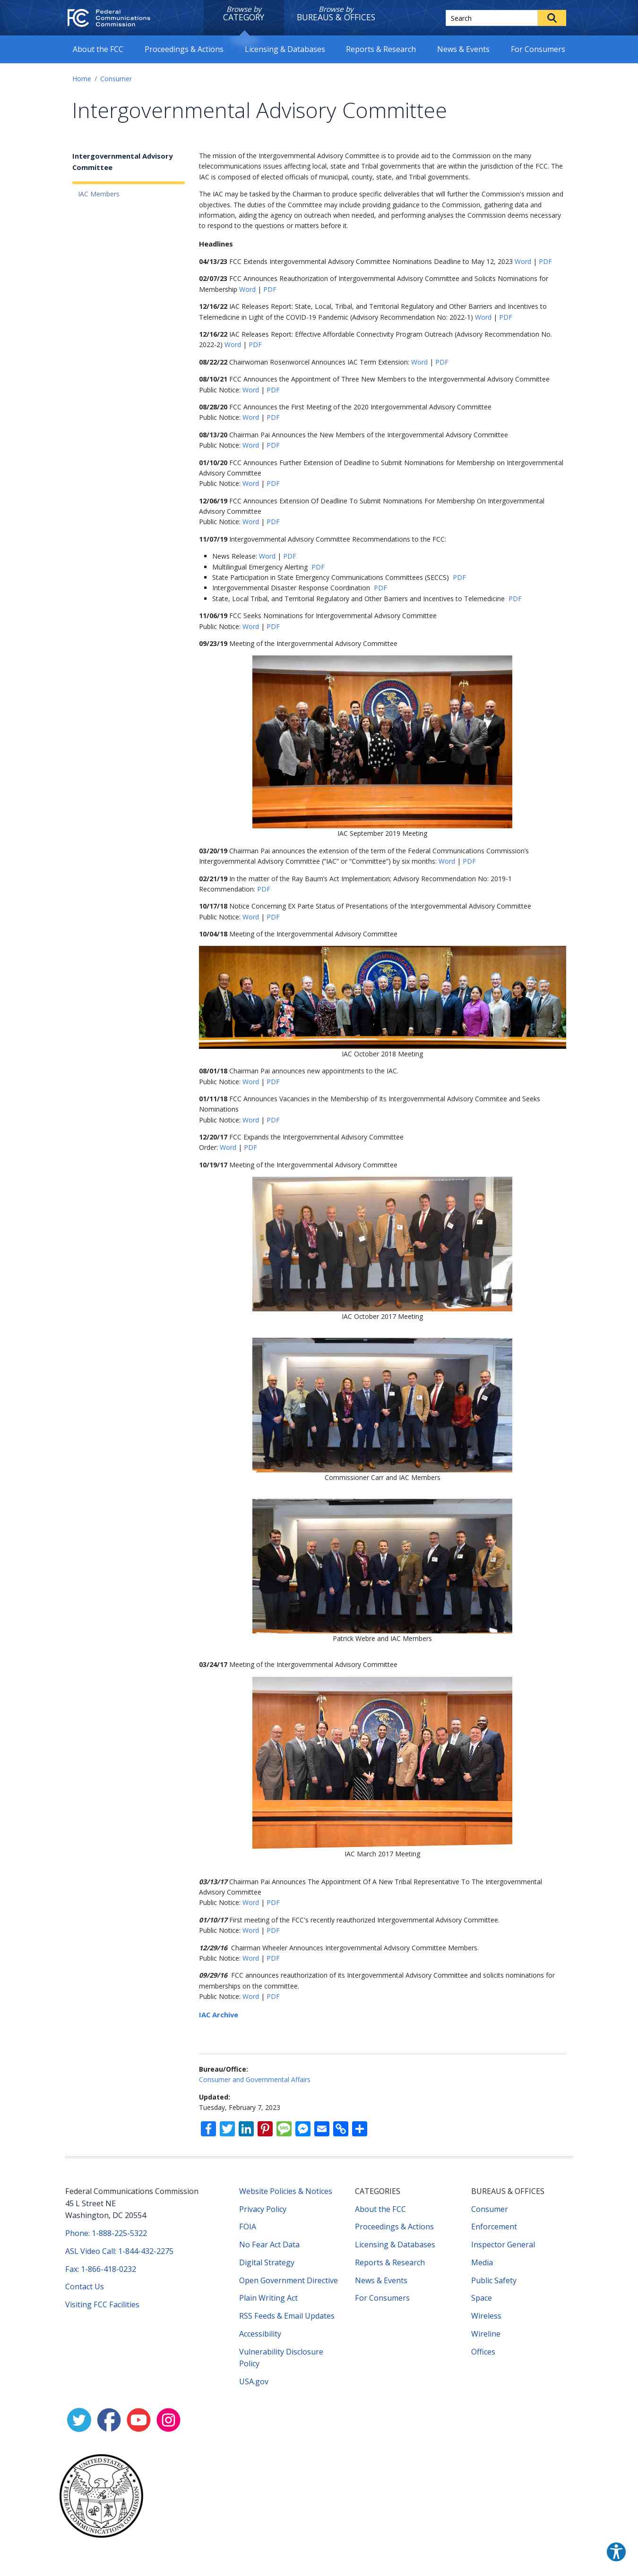 FCC Federal
Communications
Commission
Browse by
CATEGORY
Browse by
BUREAUS & OFFICES
Search
About the FCC
Proceedings & Actions
Licensing & Databases
Reports & Research
News & Events
For Consumers
Home / Consumer
Intergovernmental Advisory Committee
Intergovernmental Advisory
Committee
IAC Members
The mission of the Intergovernmental Advisory Committee is to provide aid to the Commission on the many
telecommunications issues affecting local, state and Tribal governments that are within the jurisdiction of the FCC. The
IAC is composed of elected officials of municipal, county, state, and Tribal governments.
The IAC may be tasked by the Chairman to produce specific deliverables that will further the Commission's mission and
objectives. The duties of the Committee may include providing guidance to the Commission, gathering data and
information, aiding the agency on outreach when needed, and performing analyses the Commission deems necessary
to respond to the questions or matters before it.
Headlines
04/13/23 FCC Extends Intergovernmental Advisory Committee Nominations Deadline to May 12, 2023 Word | PDF
02/07/23 FCC Announces Reauthorization of Intergovernmental Advisory Committee and Solicits Nominations for
Membership Word | PDF
12/16/22 IAC Releases Report: State, Local, Tribal, and Territorial Regulatory and Other Barriers and Incentives to
Telemedicine in Light of the COVID-19 Pandemic (Advisory Recommendation No: 2022-1) Word | PDF
12/16/22 IAC Releases Report: Effective Affordable Connectivity Program Outreach (Advisory Recommendation No.
2022-2) Word | PDF
08/22/22 Chairwoman Rosenworcel Announces IAC Term Extension: Word | PDF
08/10/21 FCC Announces the Appointment of Three New Members to the Intergovernmental Advisory Committee
Public Notice: Word | PDF
08/28/20 FCC Announces the First Meeting of the 2020 Intergovernmental Advisory Committee
Public Notice: Word | PDF
08/13/20 Chairman Pai Announces the New Members of the Intergovernmental Advisory Committee
Public Notice: Word | PDF
01/10/20 FCC Announces Further Extension of Deadline to Submit Nominations for Membership on Intergovernmental
Advisory Committee
Public Notice: Word | PDF
12/06/19 FCC Announces Extension Of Deadline To Submit Nominations For Membership On Intergovernmental
Advisory Committee
Public Notice: Word | PDF
11/07/19 Intergovernmental Advisory Committee Recommendations to the FCC:
News Release: Word | PDF
Multilingual Emergency Alerting PDF
State Participation in State Emergency Communications Committees (SECCS) PDF
Intergovernmental Disaster Response Coordination PDF
State, Local, Tribal, and Territorial Regulatory and Other Barriers and Incentives to Telemedicine PDF
11/06/19 FCC Seeks Nominations for Intergovernmental Advisory Committee
Public Notice: Word | PDF
09/23/19 Meeting of the Intergovernmental Advisory Committee
IAC September 2019 Meeting
03/20/19 Chairman Pai announces the extension of the term of the Federal Communications Commission's
Intergovernmental Advisory Committee ("IAC" or "Committee") by six months: Word | PDF
02/21/19 In the matter of the Ray Baum's Act Implementation; Advisory Recommendation No: 2019-1
Recommendation: PDF
10/17/18 Notice Concerning EX Parte Status of Presentations of the Intergovernmental Advisory Committee
Public Notice: Word | PDF
10/04/18 Meeting of the Intergovernmental Advisory Committee
IAC October 2018 Meeting
08/01/18 Chairman Pai announces new appointments to the IAC.
Public Notice: Word | PDF
01/11/18 FCC Announces Vacancies in the Membership of Its Intergovernmental Advisory Commitee and Seeks
Nominations
Public Notice: Word | PDF
12/20/17 FCC Expands the Intergovernmental Advisory Committee
Order: Word | PDF
10/19/17 Meeting of the Intergovernmental Advisory Committee
IAC October 2017 Meeting
Commissioner Carr and IAC Members
Patrick Webre and IAC Members
03/24/17 Meeting of the Intergovernmental Advisory Committee
IAC March 2017 Meeting
03/13/17 Chairman Pai Announces The Appointment Of A New Tribal Representative To The Intergovernmental
Advisory Committee
Public Notice: Word | PDF
01/10/17 First meeting of the FCC's recently reauthorized Intergovernmental Advisory Committee.
Public Notice: Word | PDF
12/29/16 Chairman Wheeler Announces Intergovernmental Advisory Committee Members.
Public Notice: Word | PDF
09/29/16 FCC announces reauthorization of its Intergovernmental Advisory Committee and solicits nominations for
memberships on the committee.
Public Notice: Word | PDF
IAC Archive
Bureau/Office:
Consumer and Governmental Affairs
Updated:
Tuesday, February 7, 2023
Federal Communications Commission
45 L Street NE
Washington, DC 20554
Phone: 1-888-225-5322
ASL Video Call: 1-844-432-2275
Fax: 1-866-418-0232
Contact Us
Visiting FCC Facilities
Website Policies & Notices
Privacy Policy
FOIA
No Fear Act Data
Digital Strategy
Open Government Directive
Plain Writing Act
RSS Feeds & Email Updates
Accessibility
Vulnerability Disclosure
Policy
USA.gov
CATEGORIES
About the FCC
Proceedings & Actions
Licensing & Databases
Reports & Research
News & Events
For Consumers
BUREAUS & OFFICES
Consumer
Enforcement
Inspector General
Media
Public Safety
Space
Wireless
Wireline
Offices
UNITED STATES
FEDERAL COMMUNICATIONS COMMISSION